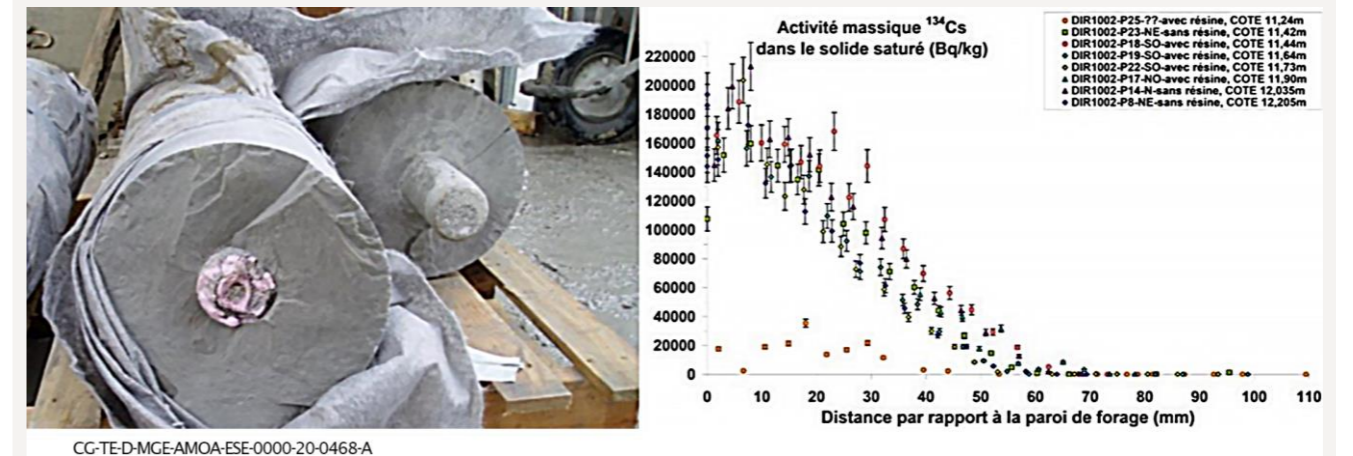 Activité massique ¹³⁴Cs
dans le solide saturé (Bq/kg)
DIR1002-P25-??-avec résine, COTE 11,24m
DIR1002-P23-NE-sans résine, COTE 11,42m
DIR1002-P18-SO-avec résine, COTE 11,44m
DIR1002-P19-SO-avec résine, COTE 11,64m
DIR1002-P22-SO-avec résine, COTE 11,73m
DIR1002-P17-NO-avec résine, COTE 11,90m
DIR1002-P14-N-sans résine, COTE 12,035m
DIR1002-P8-NE-sans résine, COTE 12,205m
220000
200000
180000
160000
140000
120000
100000
80000
60000
40000
20000
0
0 10 20 30 40 50 60 70 80 90 100 110
Distance par rapport à la paroi de forage (mm)
CG-TE-D-MGE-AMOA-ESE-0000-20-0468-A